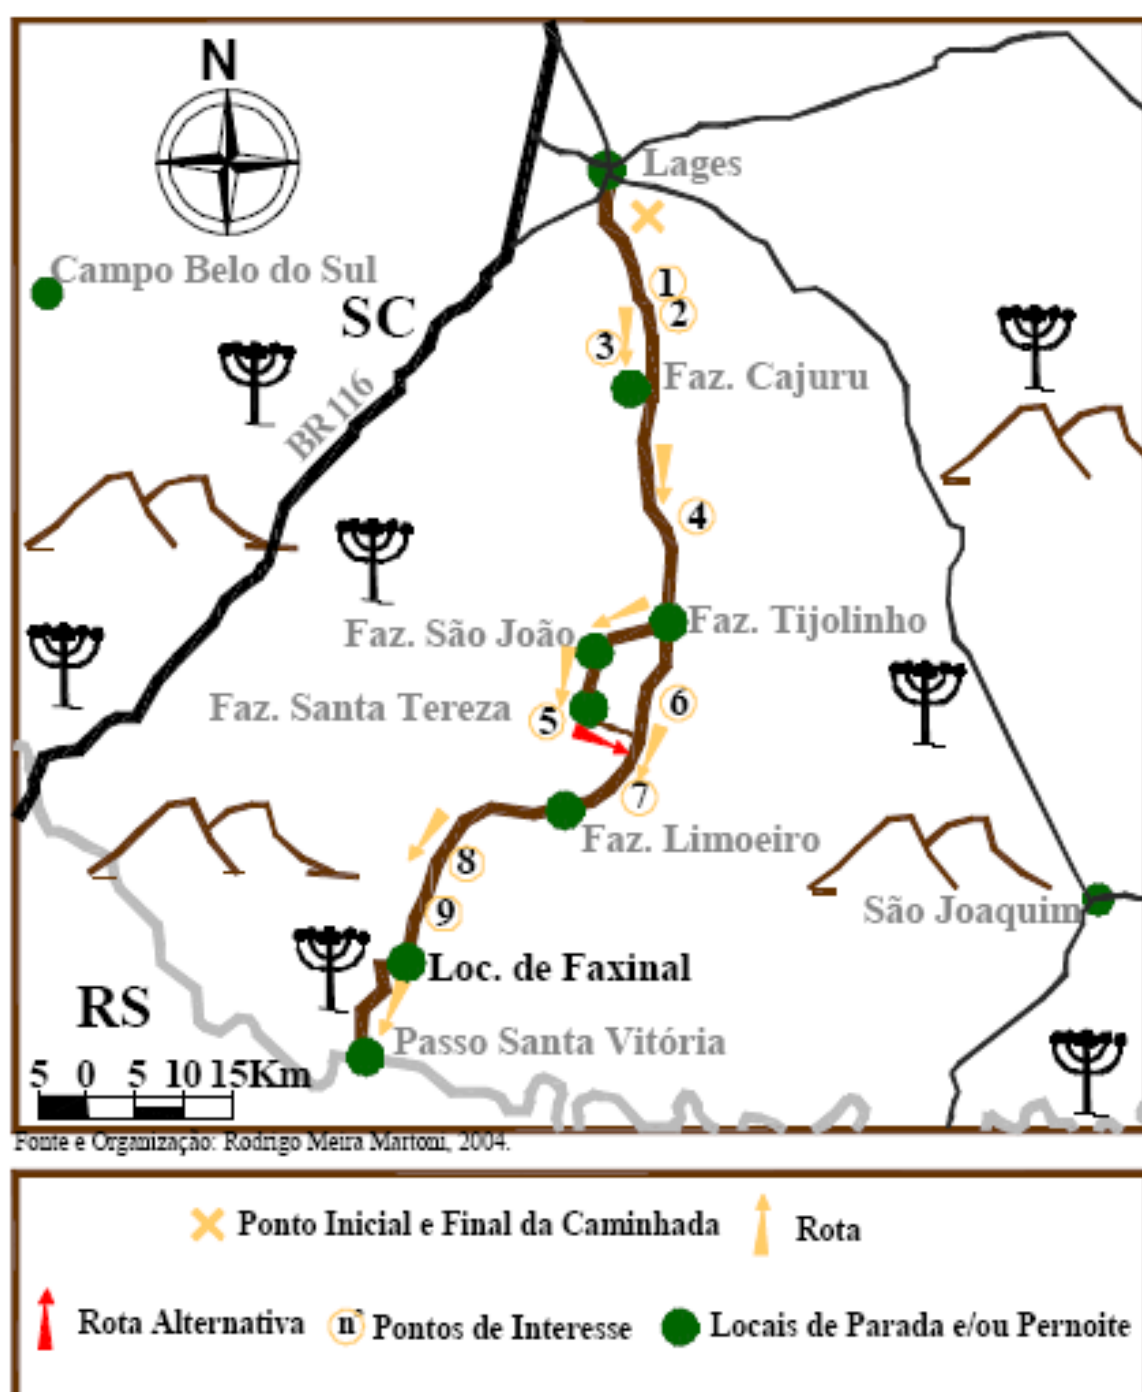 N
Lages
Campo Belo do Sul
1
SC
2
3
Faz. Cajuru
BR 116
4
Faz. Tijolinho
Faz. São João
Faz. Santa Tereza
5
6
7
Faz. Limoeiro
8
São Joaquim
9
Loc. de Faxinal
RS
Passo Santa Vitória
5 0 5 10 15Km
Fonte e Organização: Rodrigo Meira Martoni, 2004.
Ponto Inicial e Final da Caminhada
Rota
Rota Alternativa
nº Pontos de Interesse
Locais de Parada e/ou Pernoite